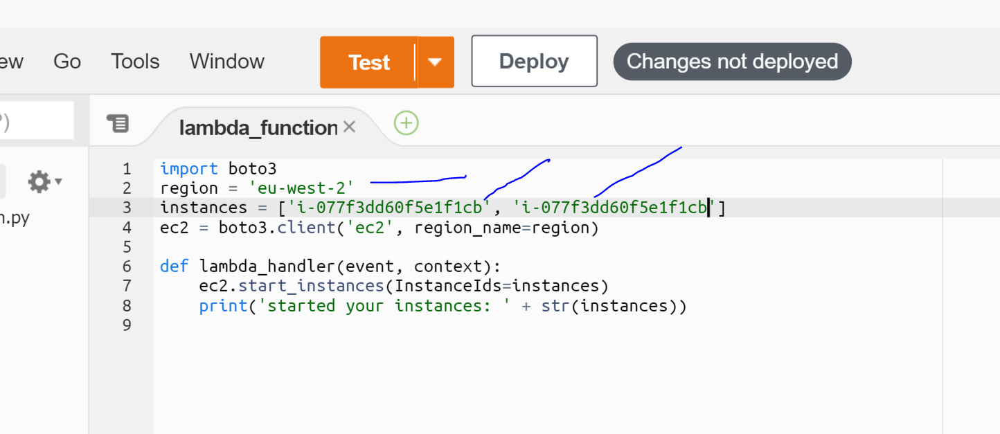 ew Go Tools Window Test Deploy Changes not deployed
?)
lambda_function
n.py
1 import boto3
2 region = 'eu-west-2'
3 instances = ['i-077f3dd60f5e1f1cb', 'i-077f3dd60f5e1f1cb']
4 ec2 = boto3.client('ec2', region_name=region)
5
6 def lambda_handler(event, context):
7 ec2.start_instances(InstanceIds=instances)
8 print('started your instances: ' + str(instances))
9